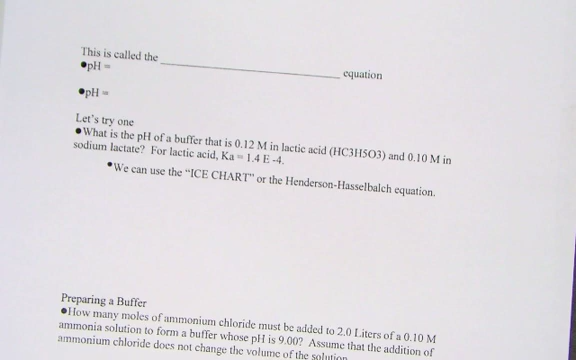 This is called the ____________________ equation
●pH =
●pH =
Let's try one
●What is the pH of a buffer that is 0.12 M in lactic acid (HC3H5O3) and 0.10 M in
sodium lactate? For lactic acid, Ka = 1.4 E -4.
●We can use the "ICE CHART" or the Henderson-Hasselbalch equation.
Preparing a Buffer
●How many moles of ammonium chloride must be added to 2.0 Liters of a 0.10 M
ammonia solution to form a buffer whose pH is 9.00? Assume that the addition of
ammonium chloride does not change the volume of the solution